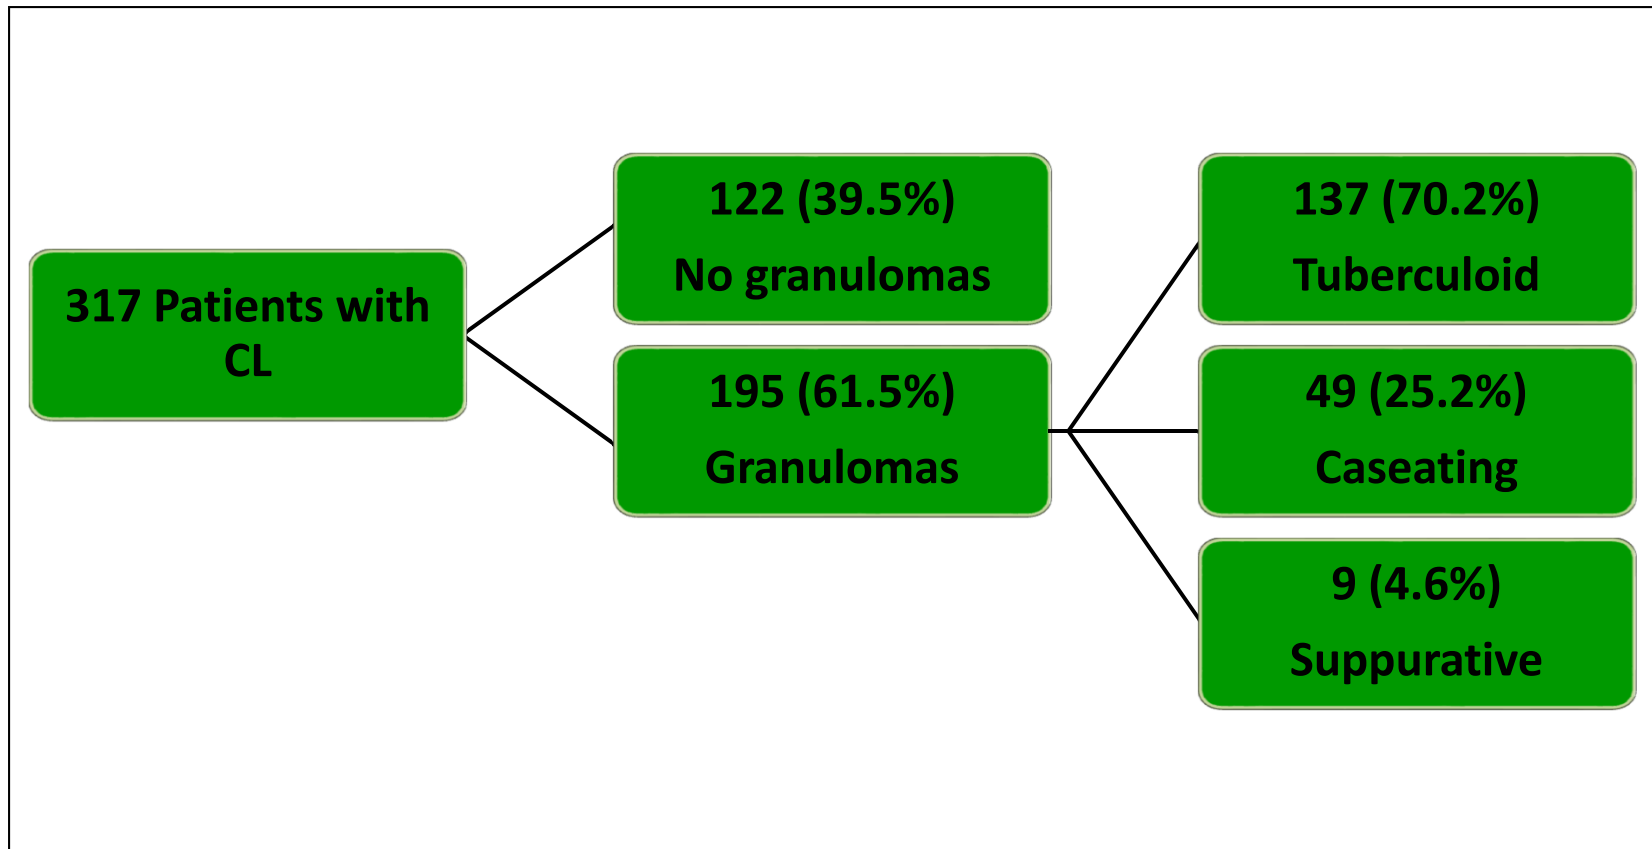 317 Patients with
CL
122 (39.5%)
No granulomas
195 (61.5%)
Granulomas
137 (70.2%)
Tuberculoid
49 (25.2%)
Caseating
9 (4.6%)
Suppurative